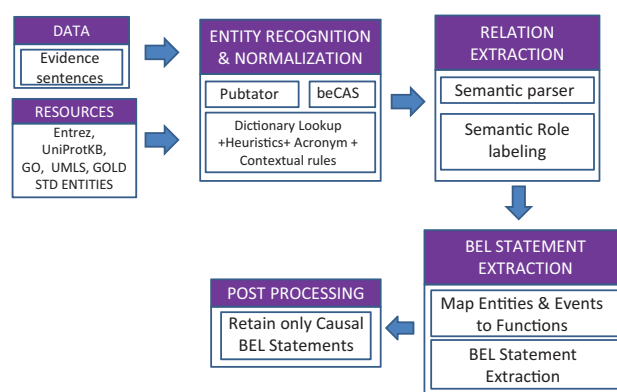 DATA
Evidence
sentences
RESOURCES
Entrez,
UniProtKB,
GO, UMLS, GOLD
STD ENTITIES
ENTITY RECOGNITION
& NORMALIZATION
Pubtator
beCAS
Dictionary Lookup
+Heuristics+ Acronym +
Contextual rules
RELATION
EXTRACTION
Semantic parser
Semantic Role
labeling
BEL STATEMENT
EXTRACTION
Map Entities & Events
to Functions
BEL Statement
Extraction
POST PROCESSING
Retain only Causal
BEL Statements